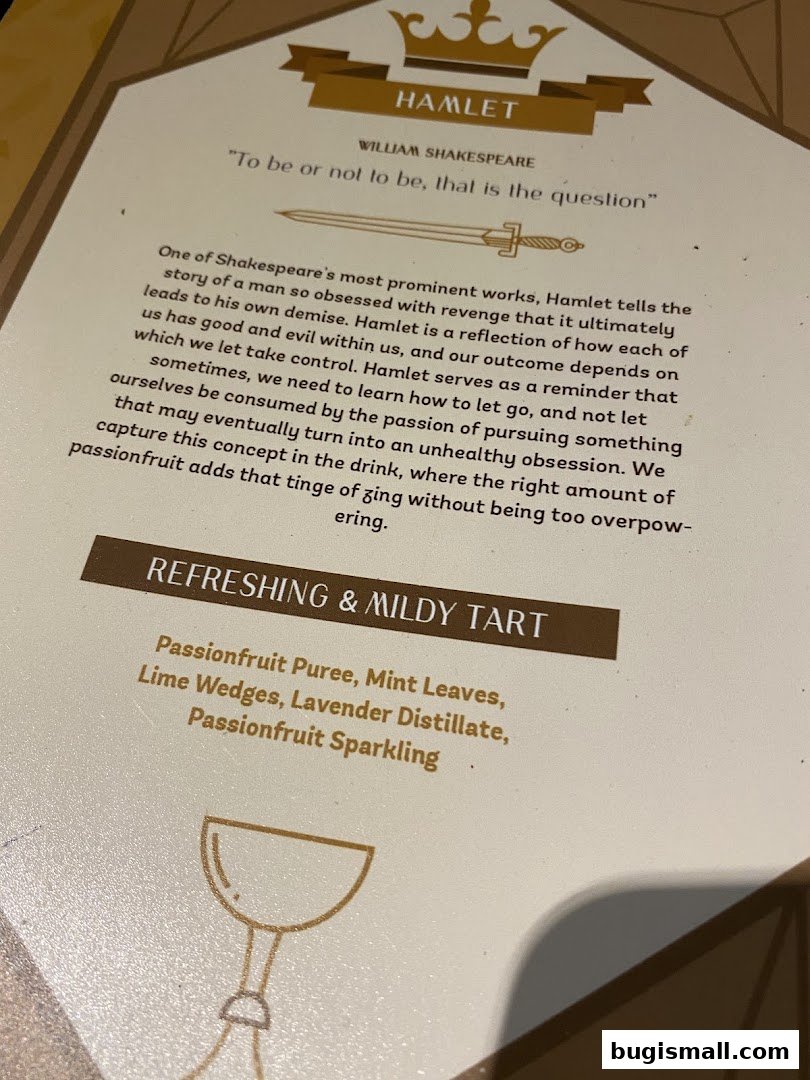 HAMLET
WILLIAM SHAKESPEARE
"To be or not to be, that is the question"
One of Shakespeare's most prominent works, Hamlet tells the
story of a man so obsessed with revenge that it ultimately
leads to his own demise. Hamlet is a reflection of how each of
us has good and evil within us, and our outcome depends on
which we let take control. Hamlet serves as a reminder that
sometimes, we need to learn how to let go, and not let
ourselves be consumed by the passion of pursuing something
that may eventually turn into an unhealthy obsession. We
capture this concept in the drink, where the right amount of
passionfruit adds that tinge of zing without being too overpow-
ering.
REFRESHING & MILDY TART
Passionfruit Puree, Mint Leaves,
Lime Wedges, Lavender Distillate,
Passionfruit Sparkling
bugismall.com